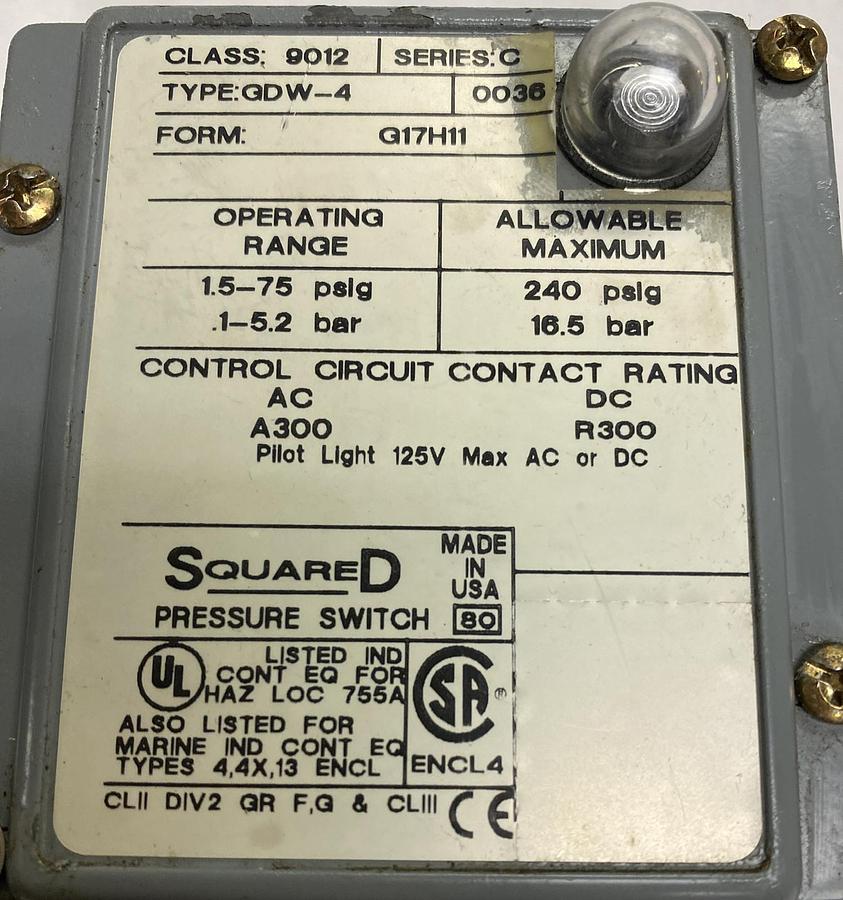 CLASS: 9012 SERIES: C
TYPE: GDW-4 0036
FORM: G17H11
OPERATING RANGE
ALLOWABLE MAXIMUM
1.5-75 psig 240 psig
.1-5.2 bar 16.5 bar
CONTROL CIRCUIT CONTACT RATING
AC DC
A300 R300
Pilot Light 125V Max AC or DC
SQUARE D
PRESSURE SWITCH
MADE
IN
USA
80
UL
LISTED IND
CONT EQ FOR
HAZ LOC 755A
ALSO LISTED FOR
MARINE IND CONT EQ
TYPES 4,4X,13 ENCL
SA ®
ENCL4
CLII DIV2 GR F,G & CLIII
CE